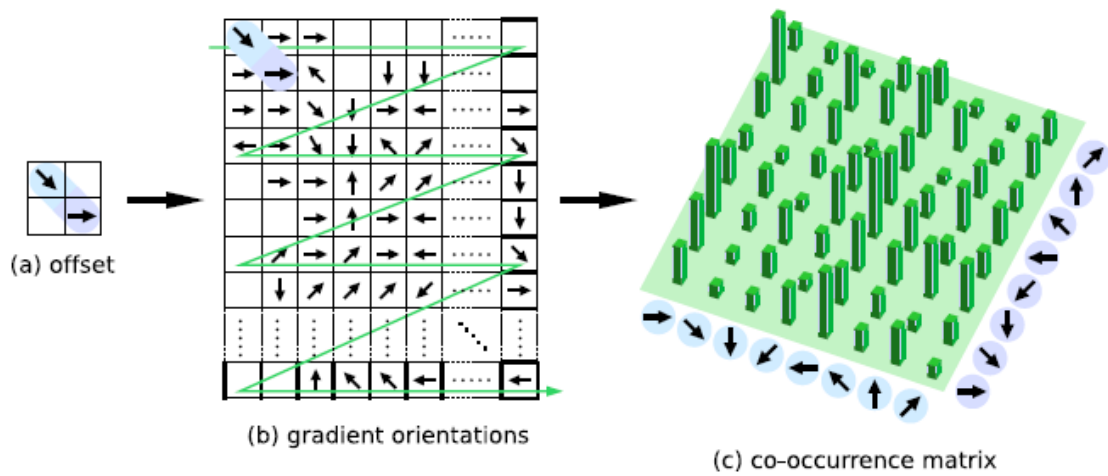 (a) offset
(b) gradient orientations
(c) co-occurrence matrix